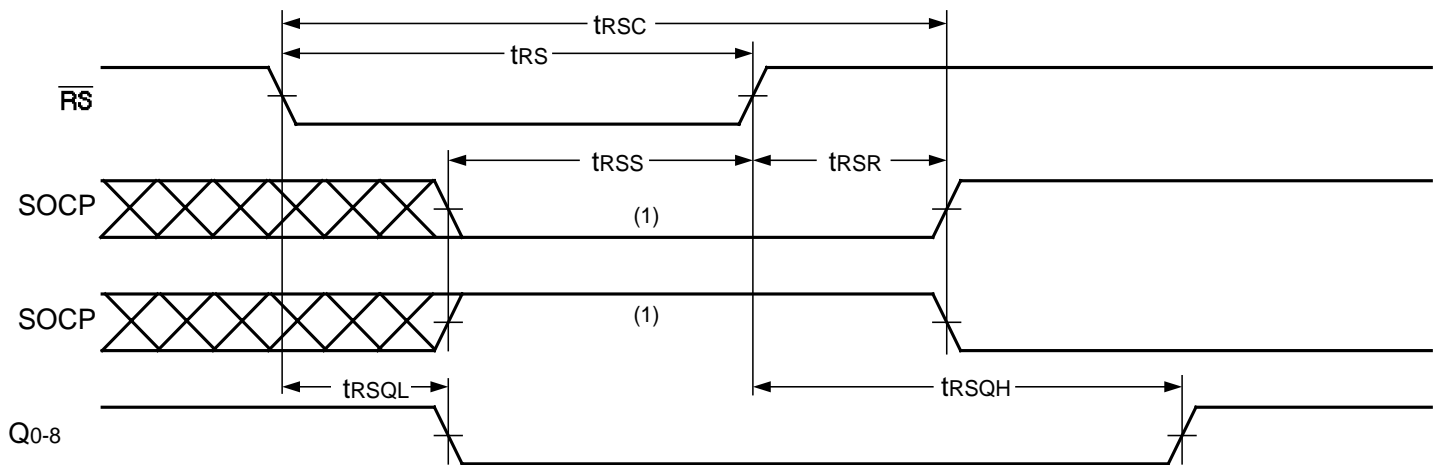 tRSC
tRS
RS
tRSS
tRSR
SOCP
(1)
SOCP
(1)
tRSQL
tRSQH
Q0-8